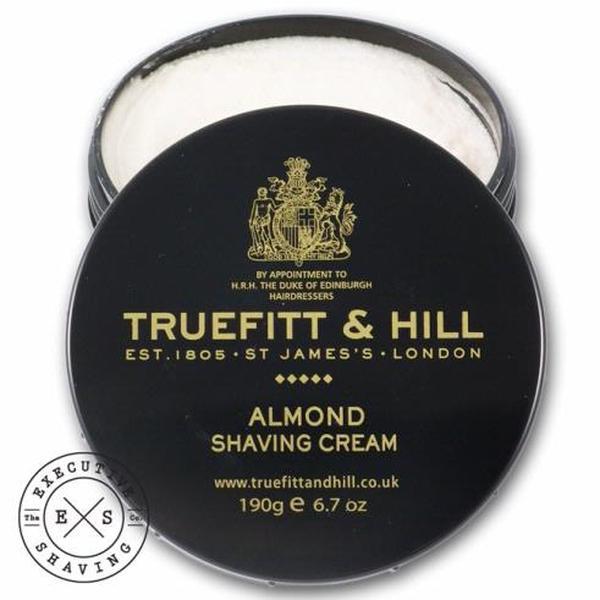 BY APPOINTMENT TO
H.R.H. THE DUKE OF EDINBURGH
HAIRDRESSERS
TRUEFITT & HILL
EST. 1805 · ST JAMES'S · LONDON
ALMOND
SHAVING CREAM
www.truefittandhill.co.uk
190g e 6.7 oz
EXECUTIVE
The E S Co.
SHAVING